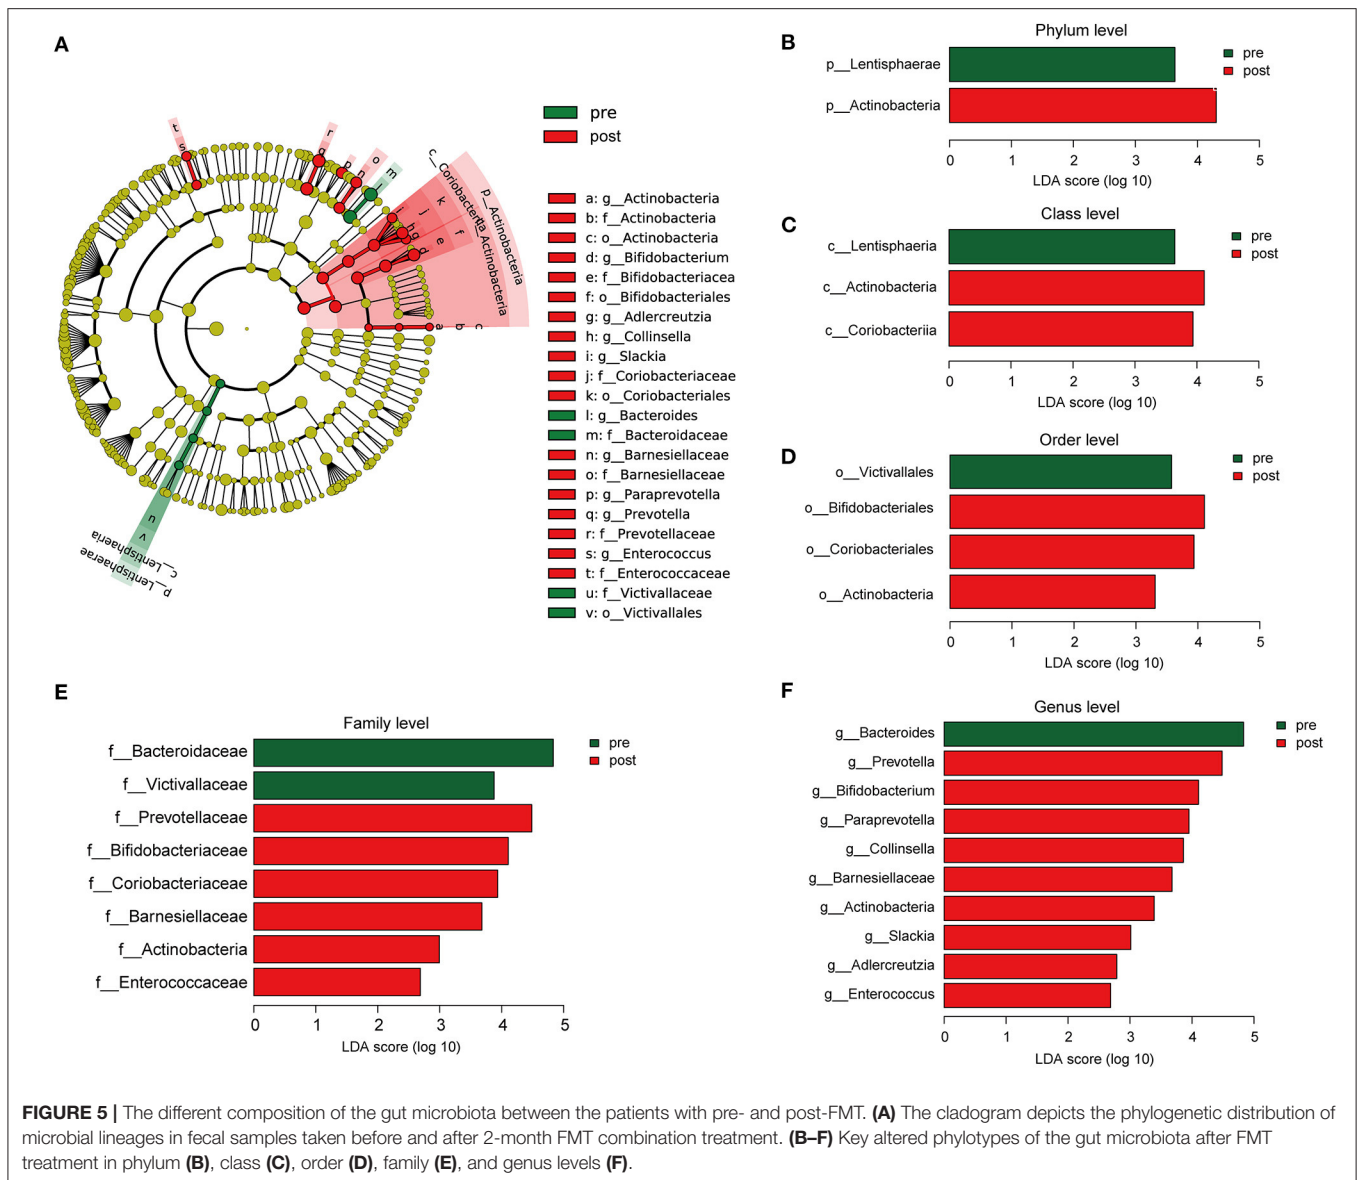 A
pre
post
t
s
r
q
p
n
o
m
l
c__Coriobacteriia
p__Actinobacteria
c__Actinobacteria
k
j
i
h
g
f
e
d
a
b
c
u
v
c__Lentisphaeria
p__Lentisphaerae
a: g__Actinobacteria
b: f__Actinobacteria
c: o__Actinobacteria
d: g__Bifidobacterium
e: f__Bifidobacteriacea
f: o__Bifidobacteriales
g: g__Adlercreutzia
h: g__Collinsella
i: g__Slackia
j: f__Coriobacteriaceae
k: o__Coriobacteriales
l: g__Bacteroides
m: f__Bacteroidaceae
n: g__Barnesiellaceae
o: f__Barnesiellaceae
p: g__Paraprevotella
q: g__Prevotella
r: f__Prevotellaceae
s: g__Enterococcus
t: f__Enterococcaceae
u: f__Victivallaceae
v: o__Victivallales
B
Phylum level
p__Lentisphaerae
p__Actinobacteria
pre
post
0 1 2 3 4 5
LDA score (log 10)
C
Class level
c__Lentisphaeria
c__Actinobacteria
c__Coriobacteriia
pre
post
0 1 2 3 4 5
LDA score (log 10)
D
Order level
o__Victivallales
o__Bifidobacteriales
o__Coriobacteriales
o__Actinobacteria
pre
post
0 1 2 3 4 5
LDA score (log 10)
E
Family level
f__Bacteroidaceae
f__Victivallaceae
f__Prevotellaceae
f__Bifidobacteriaceae
f__Coriobacteriaceae
f__Barnesiellaceae
f__Actinobacteria
f__Enterococcaceae
pre
post
0 1 2 3 4 5
LDA score (log 10)
F
Genus level
g__Bacteroides
g__Prevotella
g__Bifidobacterium
g__Paraprevotella
g__Collinsella
g__Barnesiellaceae
g__Actinobacteria
g__Slackia
g__Adlercreutzia
g__Enterococcus
pre
post
0 1 2 3 4 5
LDA score (log 10)
FIGURE 5 | The different composition of the gut microbiota between the patients with pre- and post-FMT. (A) The cladogram depicts the phylogenetic distribution of
microbial lineages in fecal samples taken before and after 2-month FMT combination treatment. (B–F) Key altered phylotypes of the gut microbiota after FMT
treatment in phylum (B), class (C), order (D), family (E), and genus levels (F).